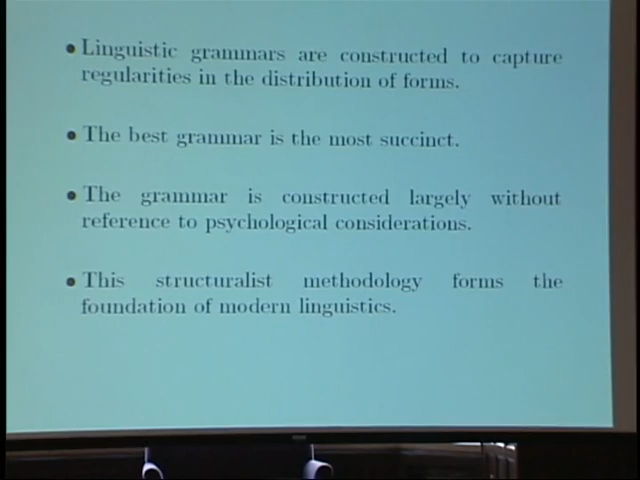 • Linguistic grammars are constructed to capture
regularities in the distribution of forms.
• The best grammar is the most succinct.
• The grammar is constructed largely without
reference to psychological considerations.
• This structuralist methodology forms the
foundation of modern linguistics.